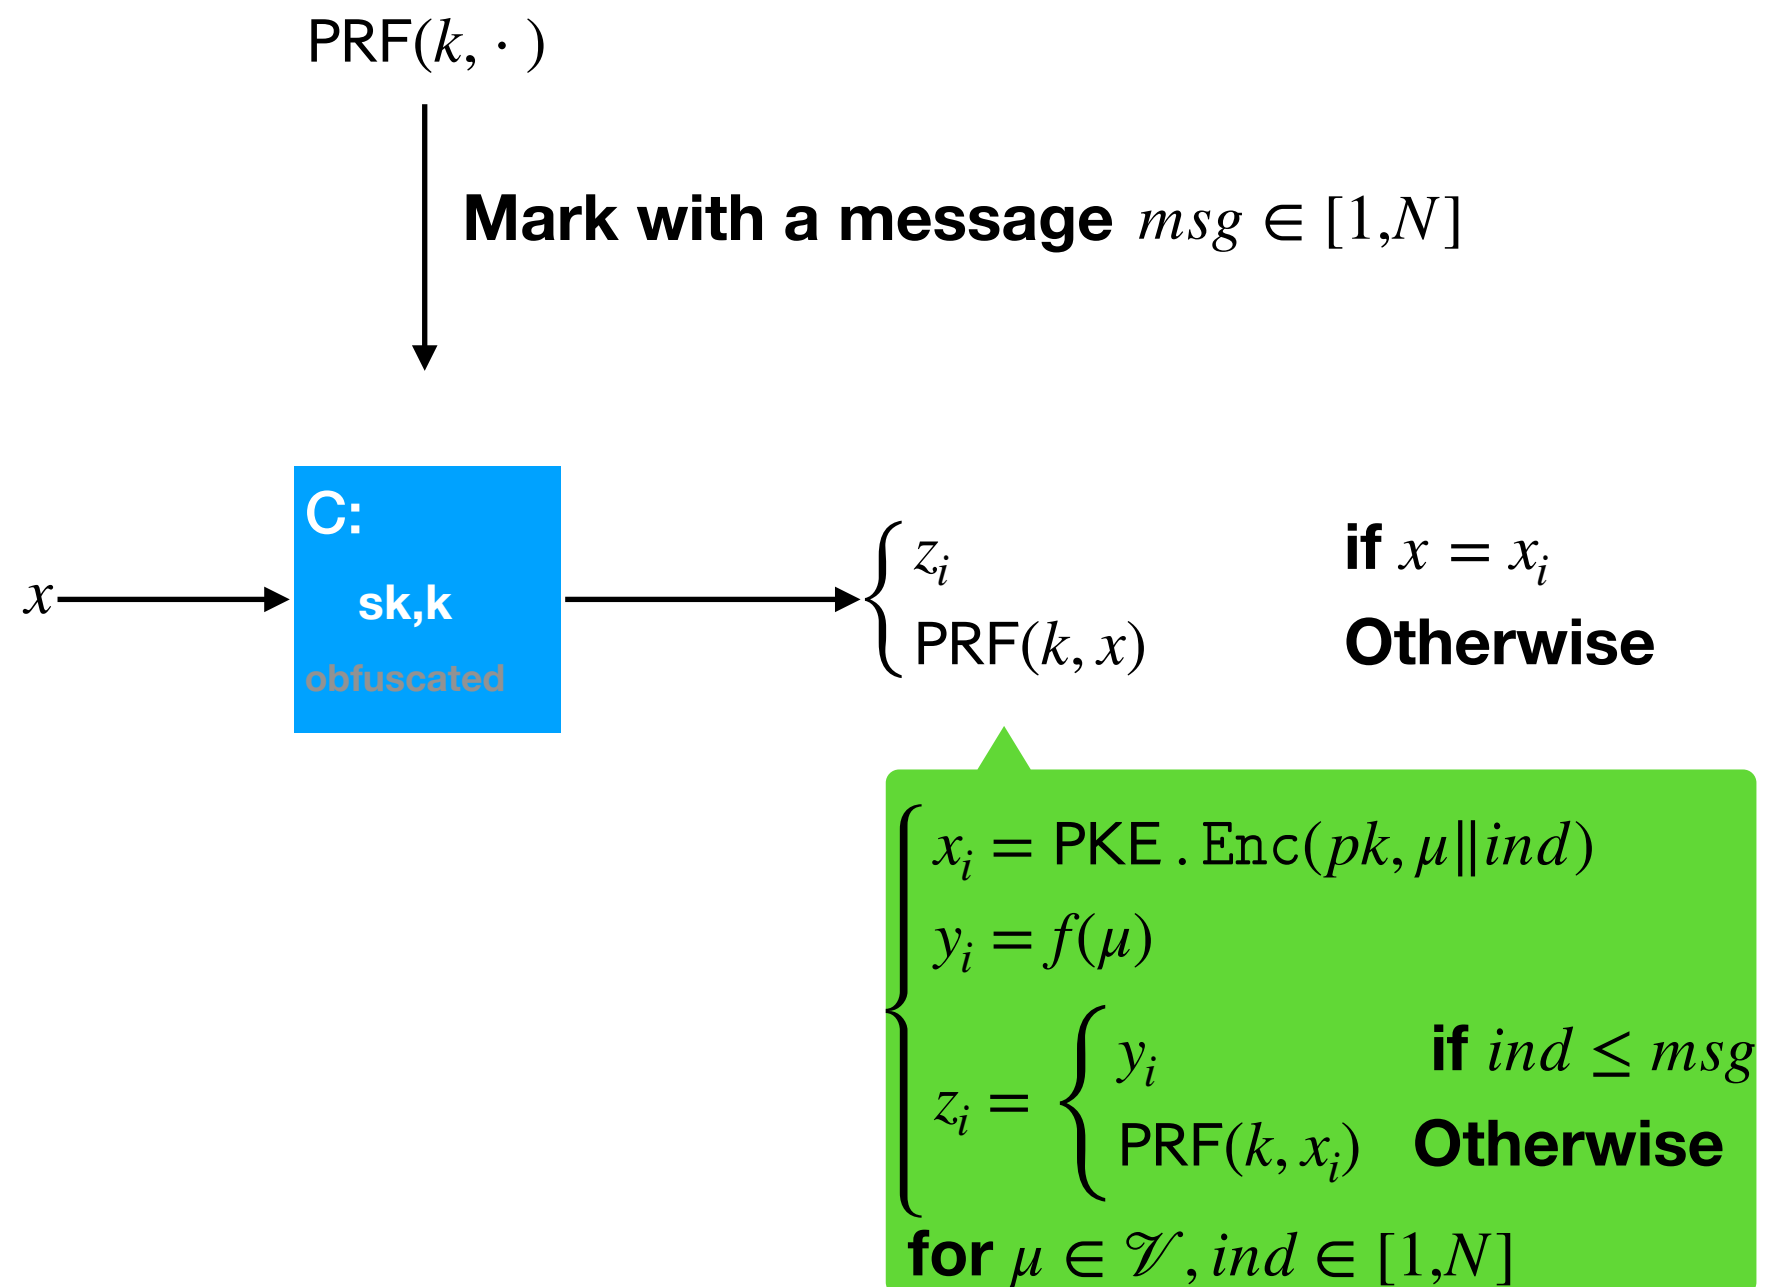 PRF(k, · )
Mark with a message msg ∈ [1,N]
C:
sk,k
obfuscated
x
z_i if x = x_i
PRF(k, x) Otherwise
x_i = PKE . Enc(pk, μ∥ind)
y_i = f(μ)
z_i = y_i if ind ≤ msg
PRF(k, x_i) Otherwise
for μ ∈ 𝒱, ind ∈ [1,N]